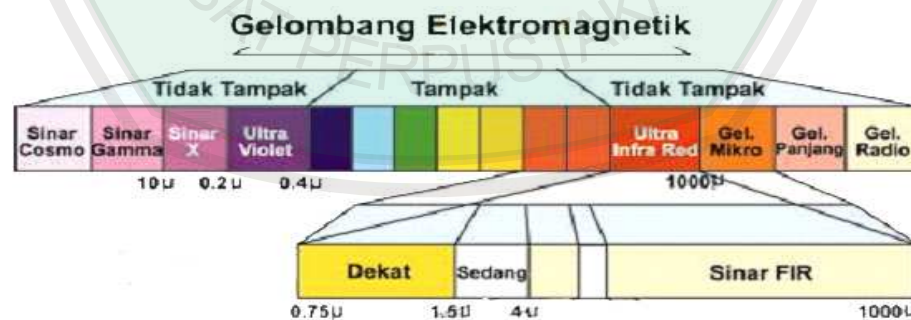 Gelombang Elektromagnetik
SAT PERPUSTAKA
Tidak Tampak Tampak Tidak Tampak
Sinar Cosmo
Sinar Gamma
Sinar X
Ultra Violet
Ultra Infra Red
Gel. Mikro
Gel. Panjang
Gel. Radio
10µ 0.2µ 0.4µ 1000µ
Dekat Sedang Sinar FIR
0.75µ 1.5µ 4µ 1000µ